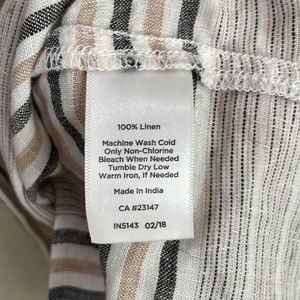 100% Linen
Machine Wash Cold
Only Non-Chlorine
Bleach When Needed
Tumble Dry Low
Warm Iron, If Needed
Made in India
CA #23147
IN5143 02/18